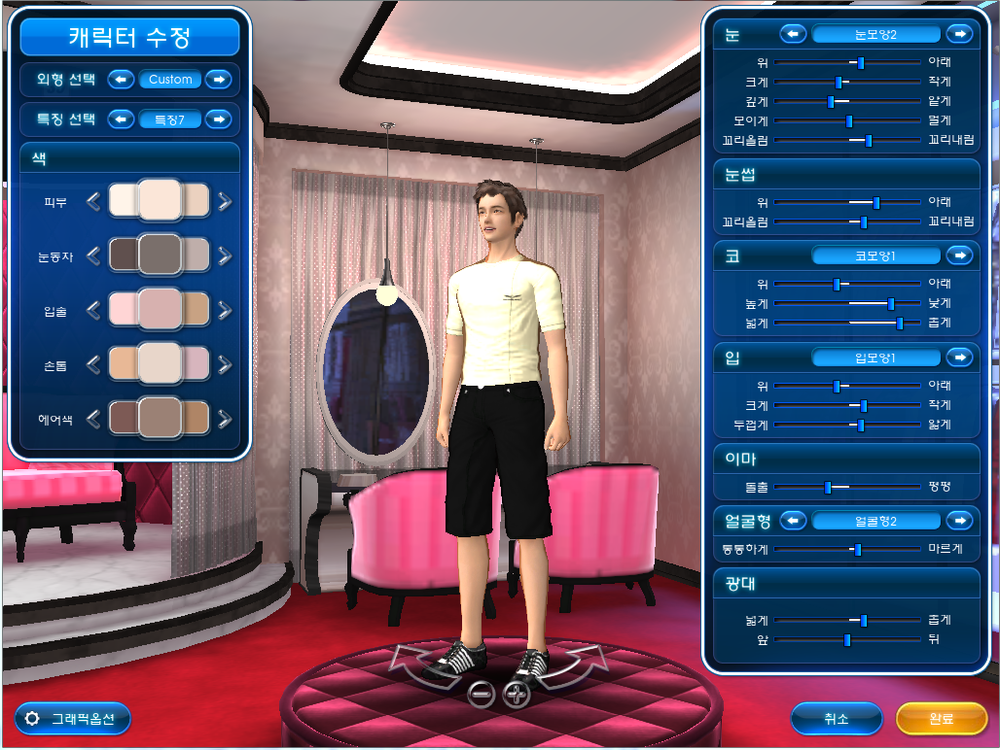 캐릭터 수정
외형 선택 Custom
특징 선택 특징7
색
피부
눈동자
입술
손톱
헤어색
눈 눈모양2
위 아래
크게 작게
깊게 얕게
모이게 멀게
꼬리올림 꼬리내림
눈썹
위 아래
꼬리올림 꼬리내림
코 코모양1
위 아래
높게 낮게
넓게 좁게
입 입모양1
위 아래
크게 작게
두껍게 얇게
이마
돌출 평평
얼굴형 얼굴형2
통통하게 마르게
광대
넓게 좁게
앞 뒤
그래픽옵션
취소
완료